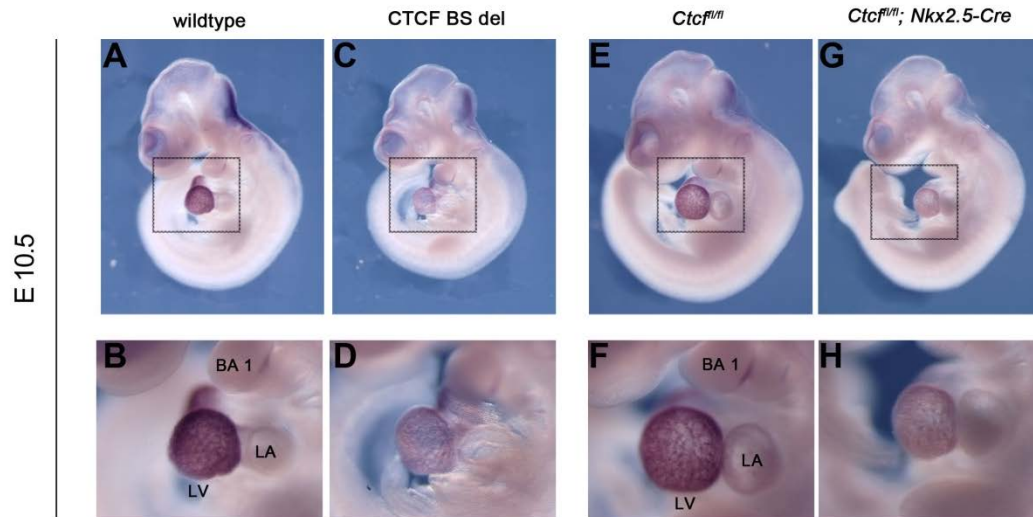 wildtype CTCF BS del Ctcffl/fl Ctcffl/fl; Nkx2.5-Cre
A C E G
E 10.5
B D F H
BA 1 BA 1
LA LA
LV LV